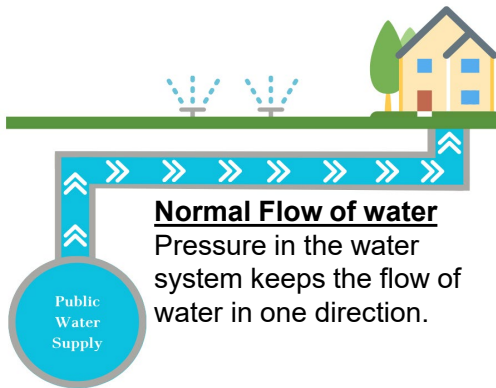 Normal Flow of water
Pressure in the water
system keeps the flow of
water in one direction.
Public
Water
Supply